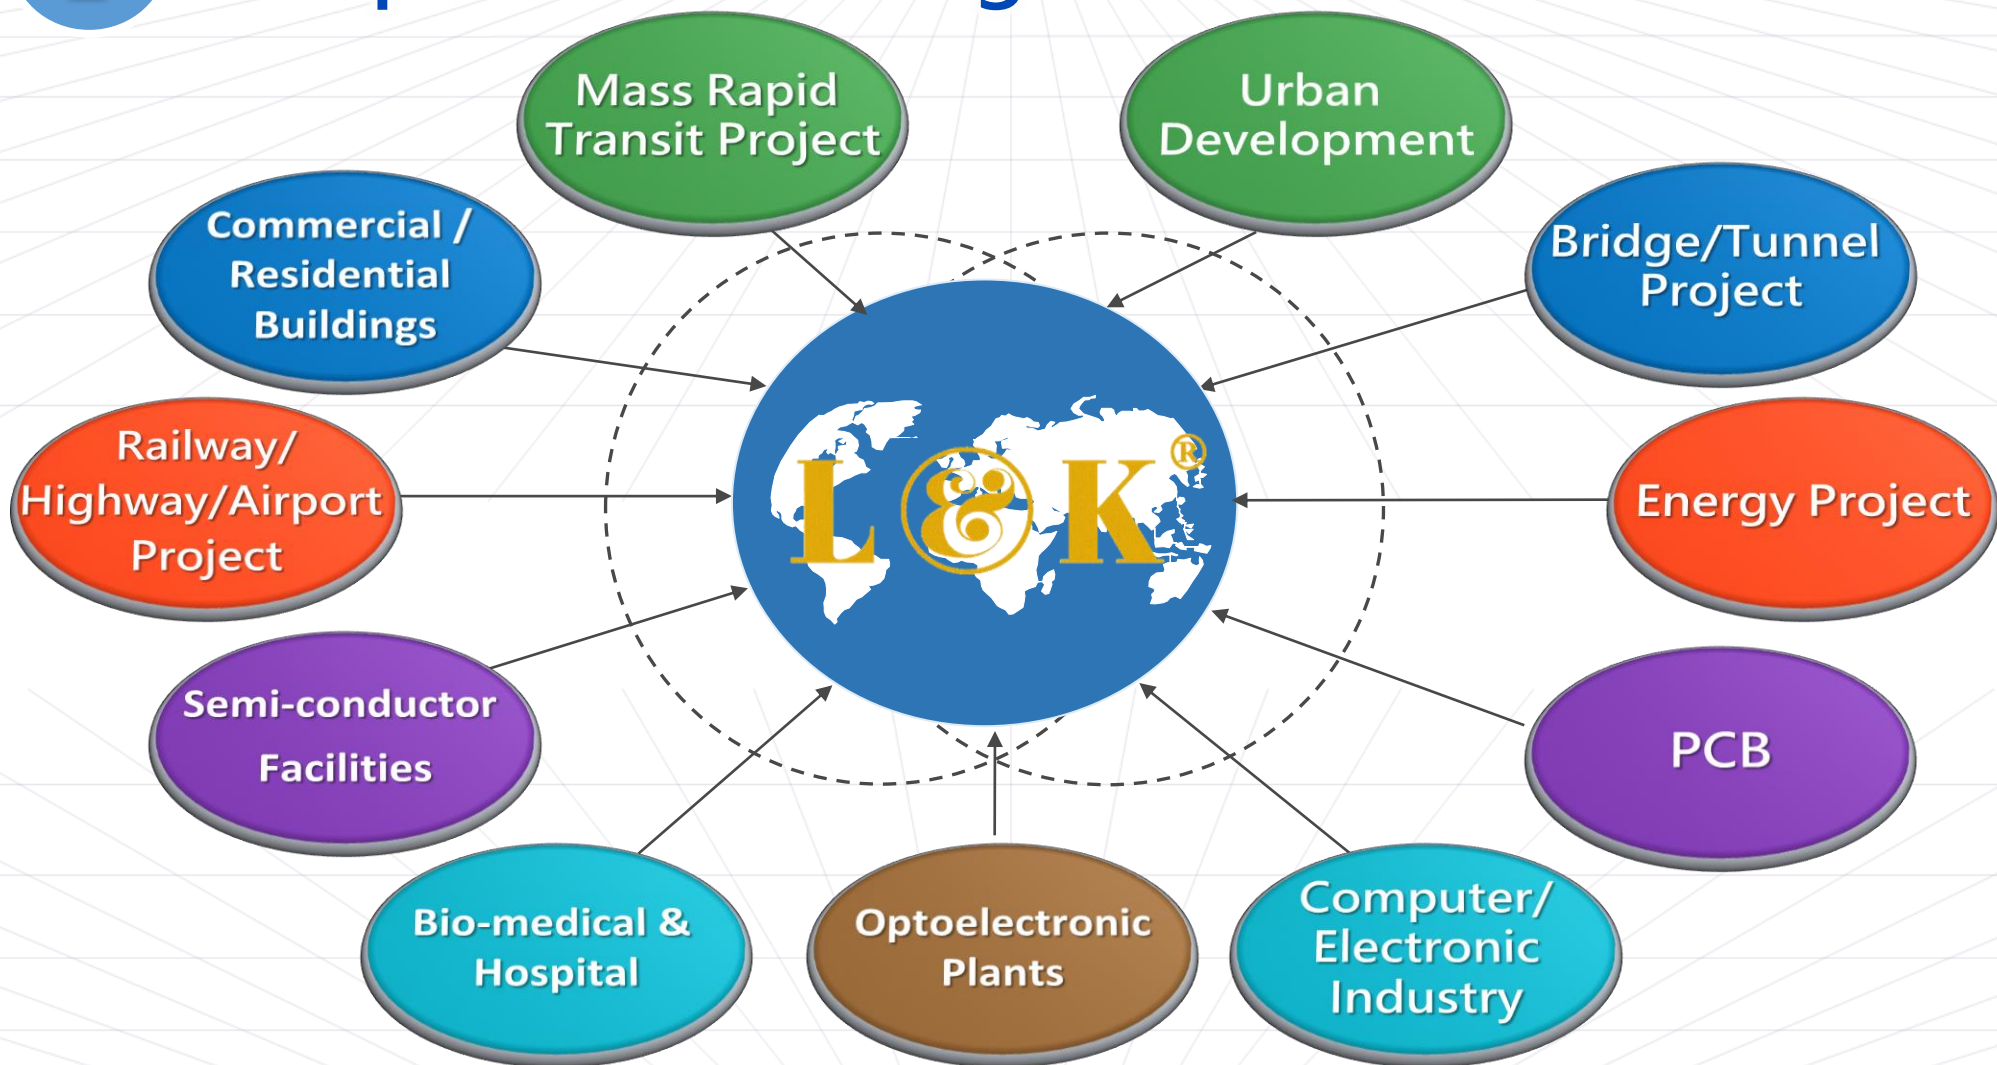 Mass Rapid
Transit Project
Urban
Development
Commercial /
Residential
Buildings
Bridge/Tunnel
Project
Railway/
Highway/Airport
Project
L & K®
Energy Project
Semi-conductor
Facilities
PCB
Bio-medical &
Hospital
Optoelectronic
Plants
Computer/
Electronic
Industry